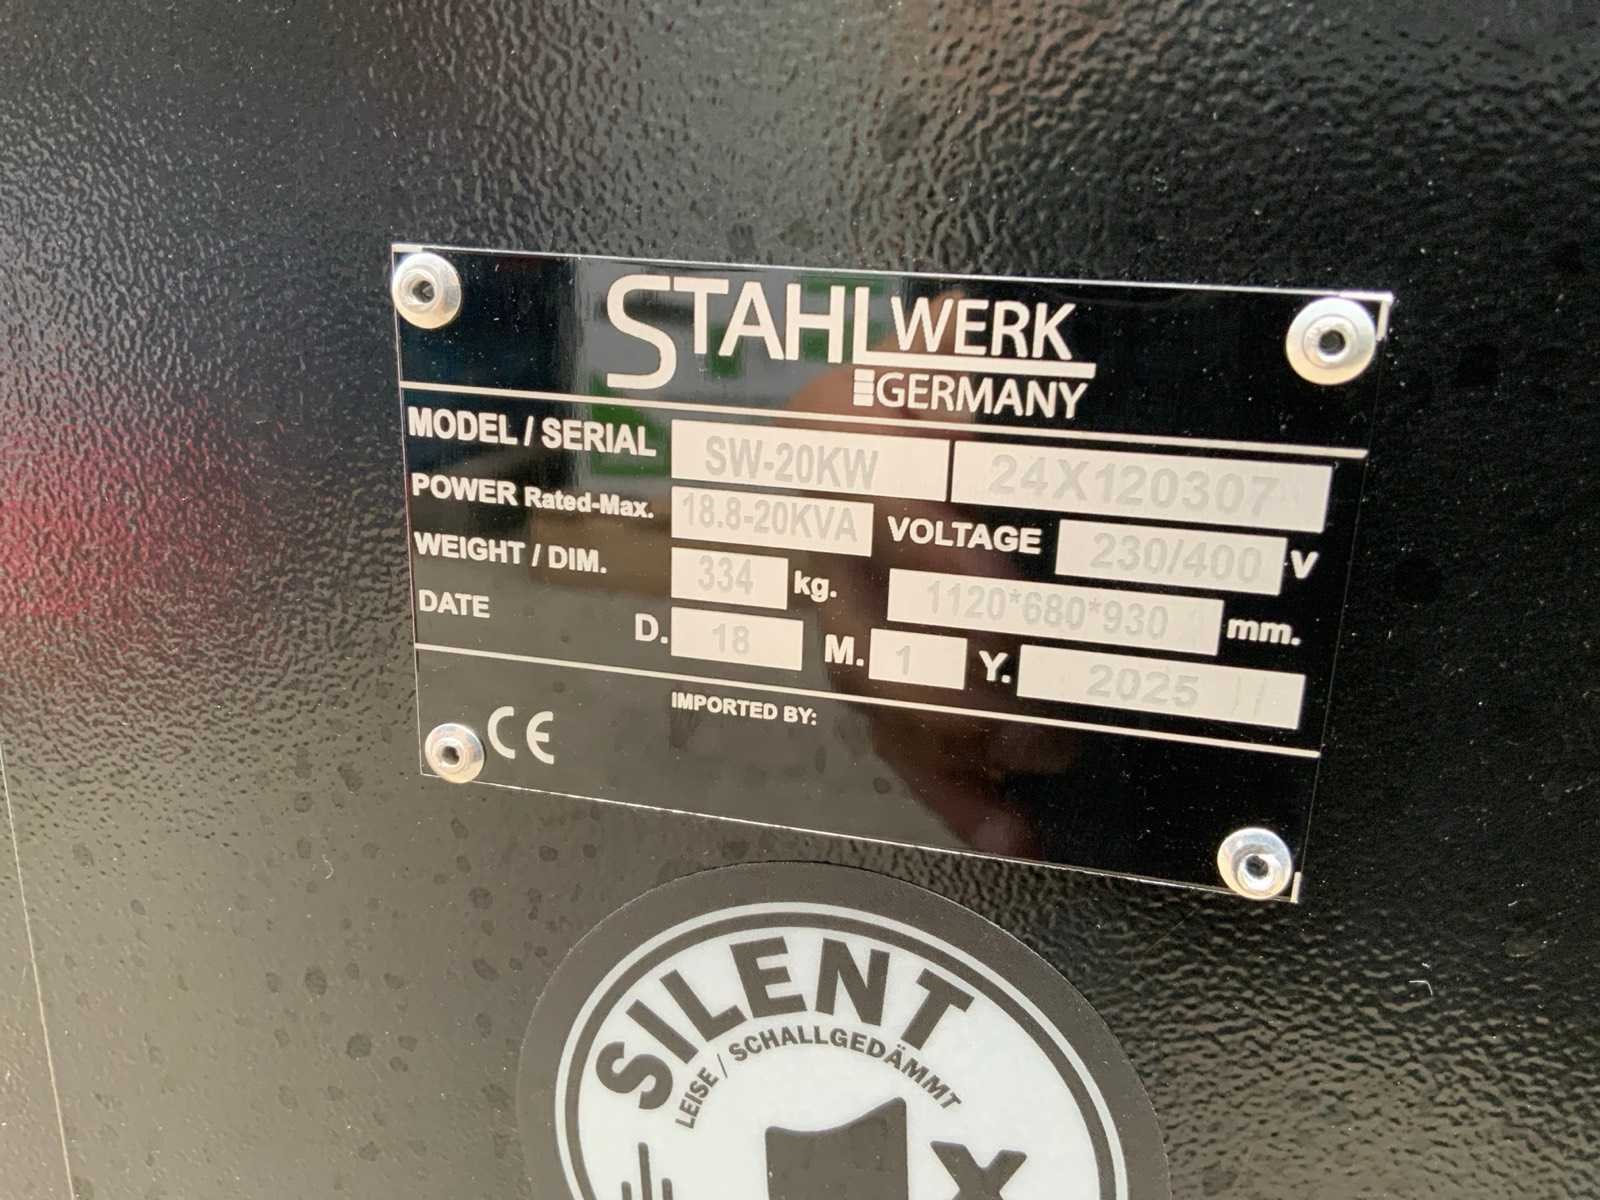 STAHLWERK
GERMANY
MODEL / SERIAL SW-20KW 24X120307
POWER Rated-Max. 18.8-20KVA VOLTAGE 230/400 V
WEIGHT / DIM. 334 kg. 1120*680*930 mm.
DATE D. 18 M. 1 Y. 2025
CE IMPORTED BY:
SILENT
LEISE / SCHALLGEDÄMMT